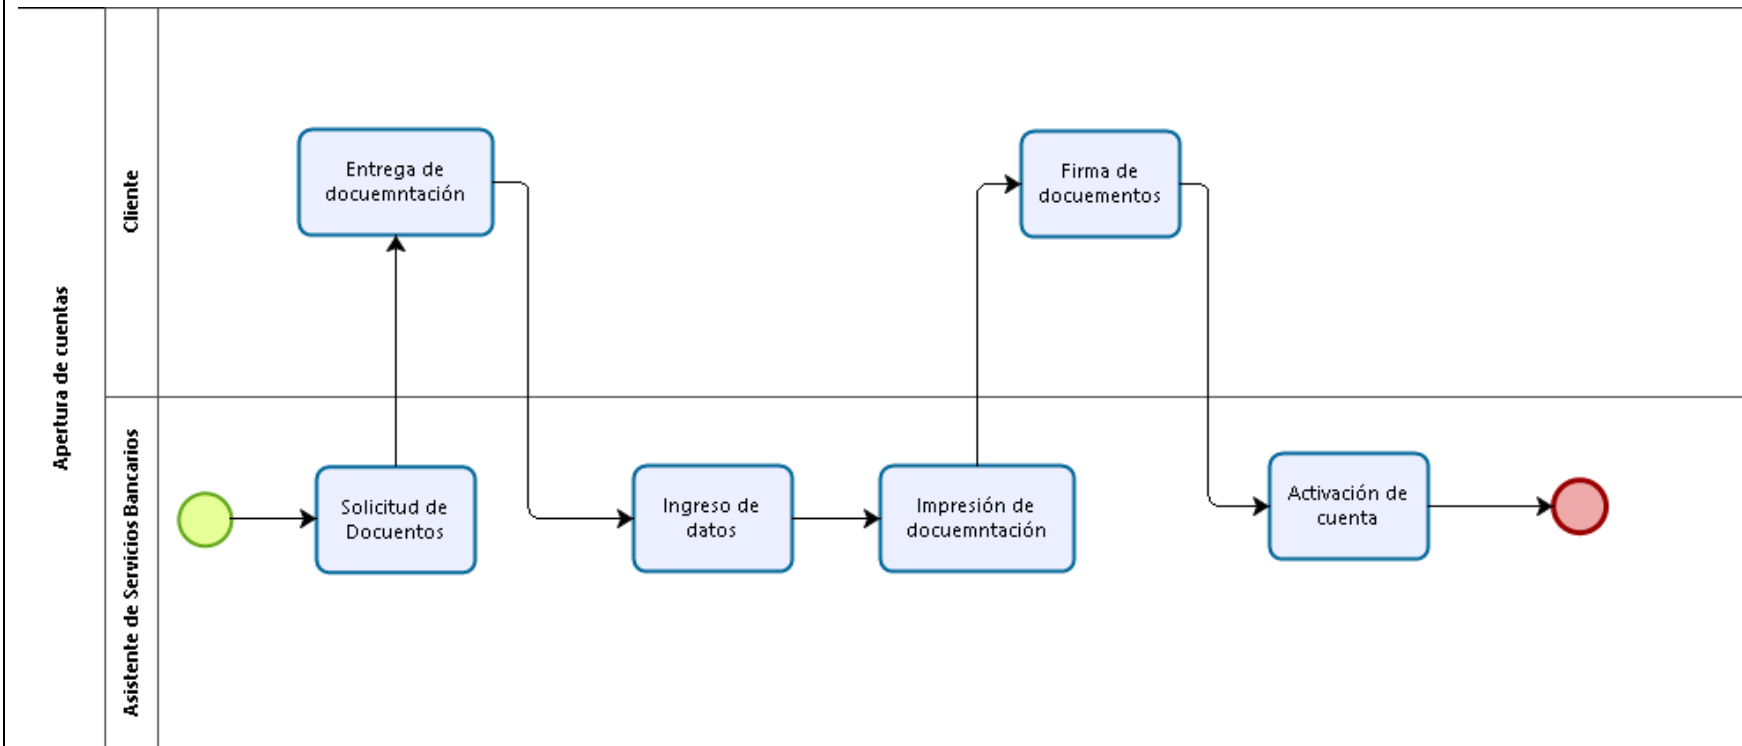 Apertura de cuentas
Cliente
Entrega de
docuemntación
Firma de
docuementos
Asistente de Servicios Bancarios
Solicitud de
Docuentos
Ingreso de
datos
Impresión de
docuemntación
Activación de
cuenta